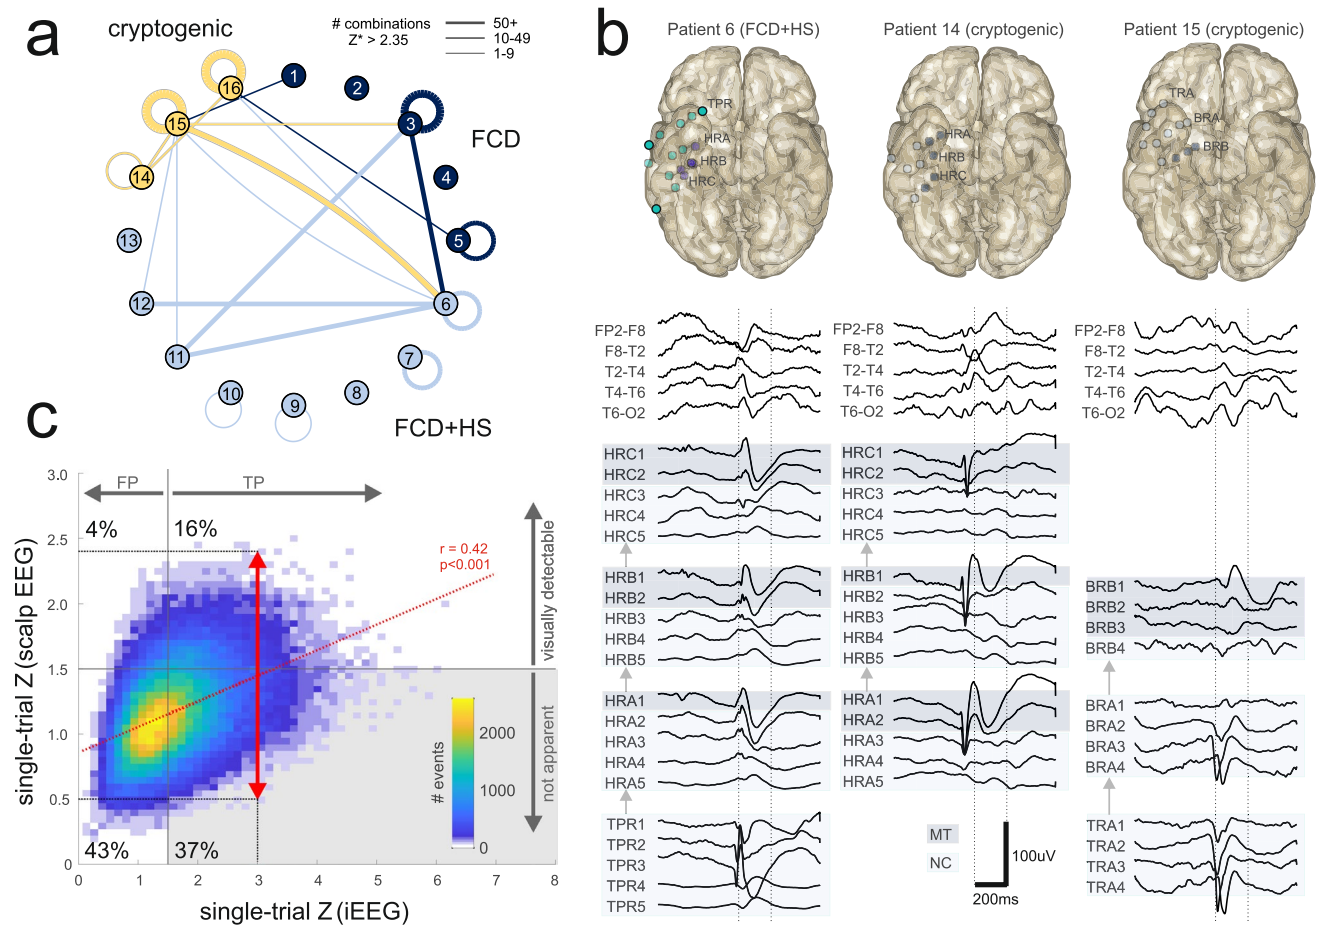 a
cryptogenic
# combinations
Z* > 2.35
50+
10-49
1-9
1
2
3
4
5
6
7
8
9
10
11
12
13
14
15
16
FCD
FCD+HS
b
Patient 6 (FCD+HS)
Patient 14 (cryptogenic)
Patient 15 (cryptogenic)
TPR
HRA
HRB
HRC
HRA
HRB
HRC
TRA
BRA
BRB
FP2-F8
F8-T2
T2-T4
T4-T6
T6-O2
HRC1
HRC2
HRC3
HRC4
HRC5
HRB1
HRB2
HRB3
HRB4
HRB5
HRA1
HRA2
HRA3
HRA4
HRA5
TPR1
TPR2
TPR3
TPR4
TPR5
FP2-F8
F8-T2
T2-T4
T4-T6
T6-O2
HRC1
HRC2
HRC3
HRC4
HRC5
HRB1
HRB2
HRB3
HRB4
HRB5
HRA1
HRA2
HRA3
HRA4
HRA5
MT
NC
100uV
200ms
FP2-F8
F8-T2
T2-T4
T4-T6
T6-O2
BRB1
BRB2
BRB3
BRB4
BRA1
BRA2
BRA3
BRA4
TRA1
TRA2
TRA3
TRA4
c
FP
TP
4%
16%
43%
37%
r = 0.42
p<0.001
visually detectable
not apparent
# events
2000
1000
0
single-trial Z (scalp EEG)
3.0
2.5
2.0
1.5
1.0
0.5
0
0 1 2 3 4 5 6 7 8
single-trial Z (iEEG)